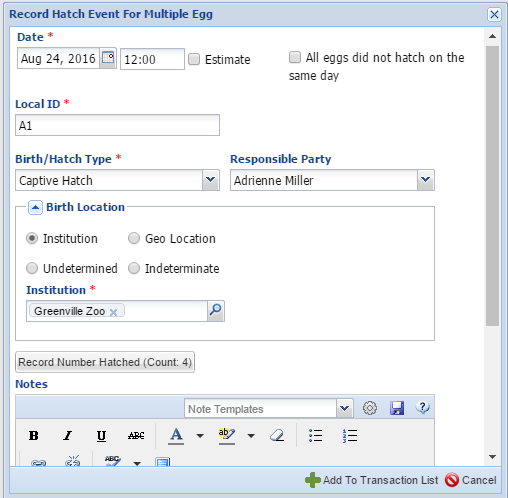 Record Hatch Event For Multiple Egg
Date *
Aug 24, 2016 12:00 Estimate
All eggs did not hatch on the
same day
Local ID *
A1
Birth/Hatch Type * Responsible Party
Captive Hatch Adrienne Miller
Birth Location
Institution Geo Location
Undetermined Indeterminate
Institution *
Greenville Zoo x
Record Number Hatched (Count: 4)
Notes
Note Templates
B I U ABC A ab
ABC
Add To Transaction List Cancel